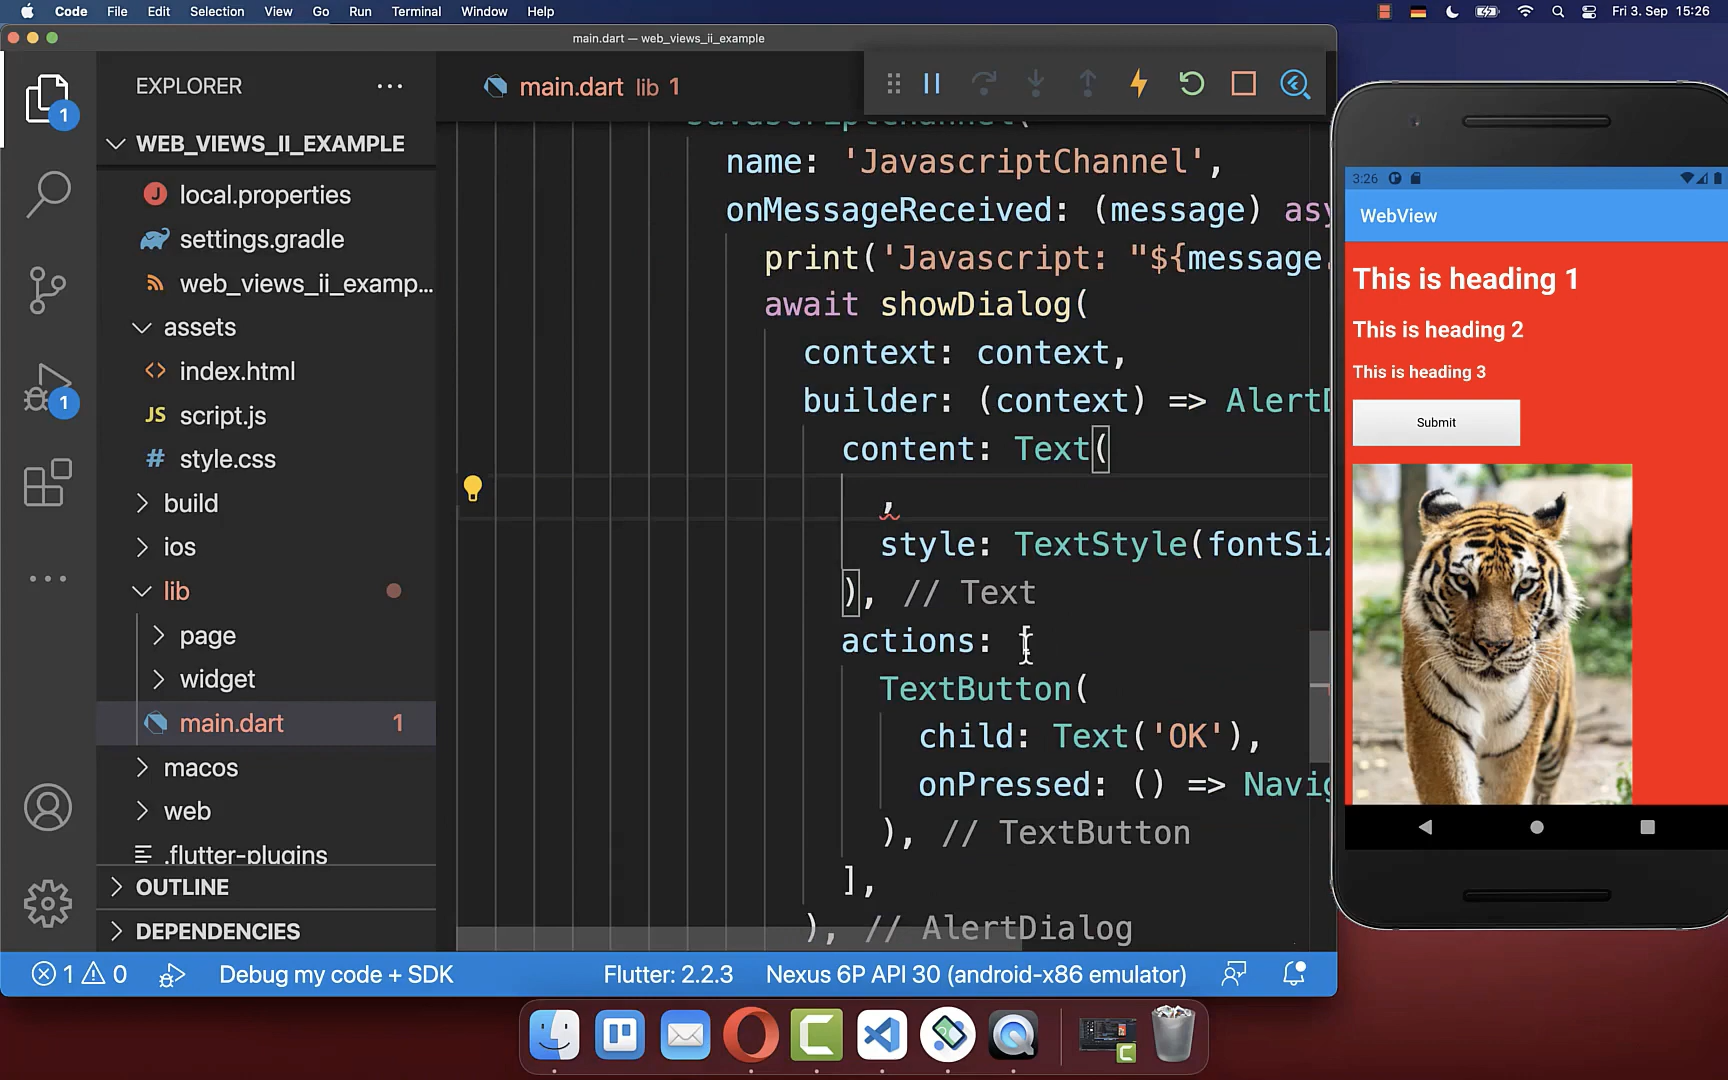 Code File Edit Selection View Go Run Terminal Window Help
Fri 3. Sep 15:26
main.dart — web_views_ii_example
EXPLORER
main.dart lib 1
1
WEB_VIEWS_II_EXAMPLE
local.properties
settings.gradle
web_views_ii_examp...
assets
index.html
JS script.js
# style.css
build
ios
lib
page
widget
main.dart 1
macos
web
.flutter-plugins
OUTLINE
DEPENDENCIES
1
JavascriptChannel(
name: 'JavascriptChannel',
onMessageReceived: (message) asy
print('Javascript: "${message.
await showDialog(
context: context,
builder: (context) => AlertD
content: Text(
,
style: TextStyle(fontSiz
), // Text
actions: [
TextButton(
child: Text('OK'),
onPressed: () => Navig
), // TextButton
],
), // AlertDialog
3:26
WebView
This is heading 1
This is heading 2
This is heading 3
Submit
1 0 Debug my code + SDK Flutter: 2.2.3 Nexus 6P API 30 (android-x86 emulator)